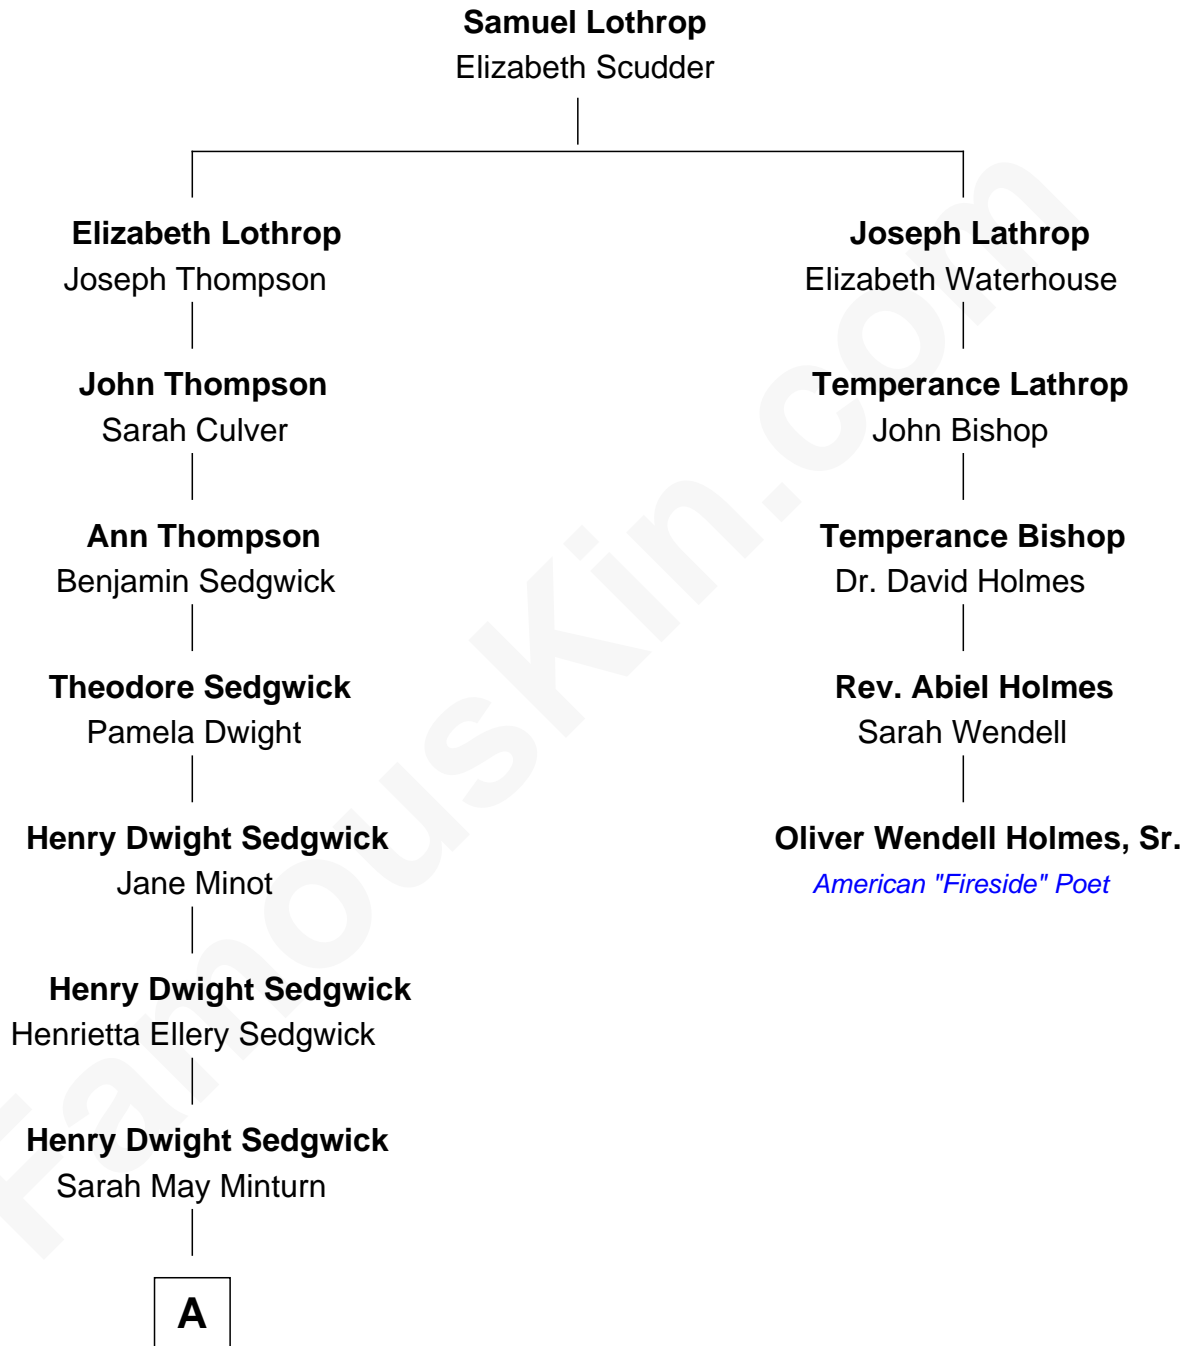 Samuel Lothrop
Elizabeth Scudder
Elizabeth Lothrop
Joseph Thompson
John Thompson
Sarah Culver
Ann Thompson
Benjamin Sedgwick
Theodore Sedgwick
Pamela Dwight
Henry Dwight Sedgwick
Jane Minot
Henry Dwight Sedgwick
Henrietta Ellery Sedgwick
Henry Dwight Sedgwick
Sarah May Minturn
A
Joseph Lathrop
Elizabeth Waterhouse
Temperance Lathrop
John Bishop
Temperance Bishop
Dr. David Holmes
Rev. Abiel Holmes
Sarah Wendell
Oliver Wendell Holmes, Sr.
American "Fireside" Poet
FamousKin.com